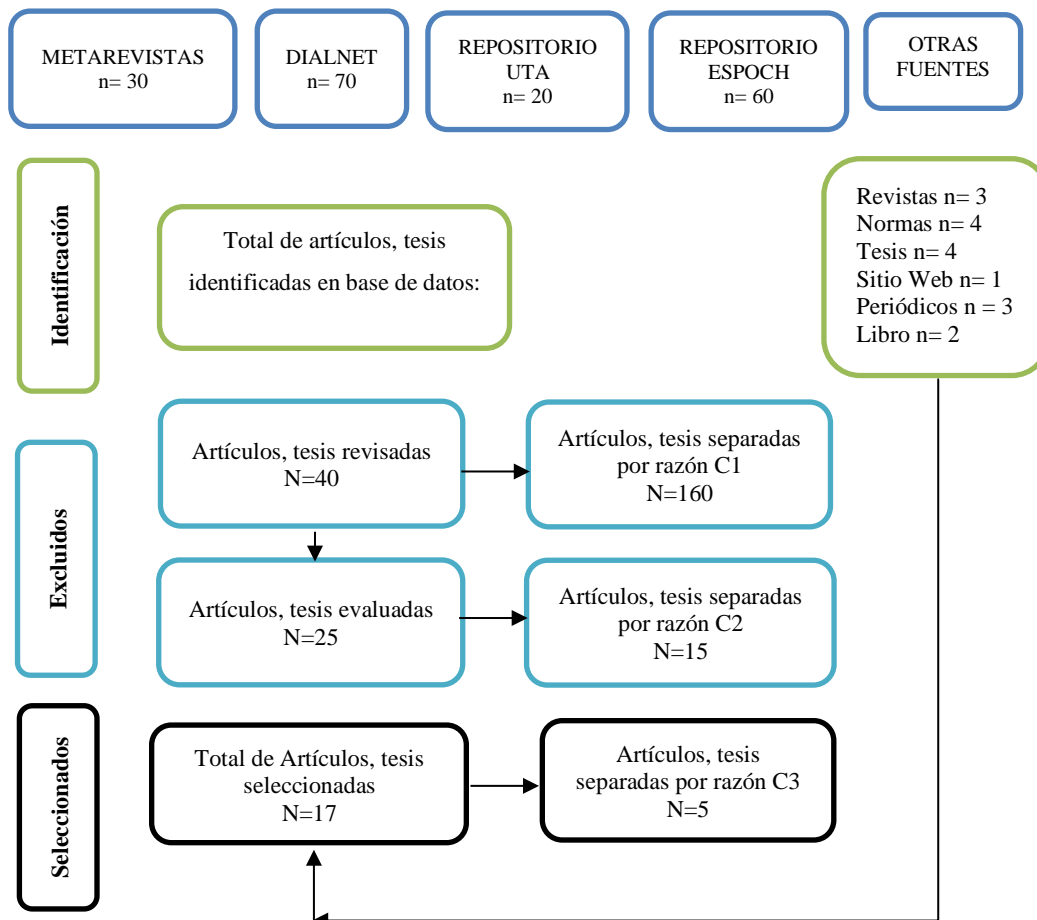 METAREVISTAS
n= 30
DIALNET
n= 70
REPOSITORIO
UTA
n= 20
REPOSITORIO
ESPOCH
n= 60
OTRAS
FUENTES
Identificación
Total de artículos, tesis
identificadas en base de datos:
Revistas n= 3
Normas n= 4
Tesis n= 4
Sitio Web n= 1
Periódicos n = 3
Libro n= 2
Excluidos
Artículos, tesis revisadas
N=40
Artículos, tesis separadas
por razón C1
N=160
Artículos, tesis evaluadas
N=25
Artículos, tesis separadas
por razón C2
N=15
Seleccionados
Total de Artículos, tesis
seleccionadas
N=17
Artículos, tesis
separadas por razón C3
N=5